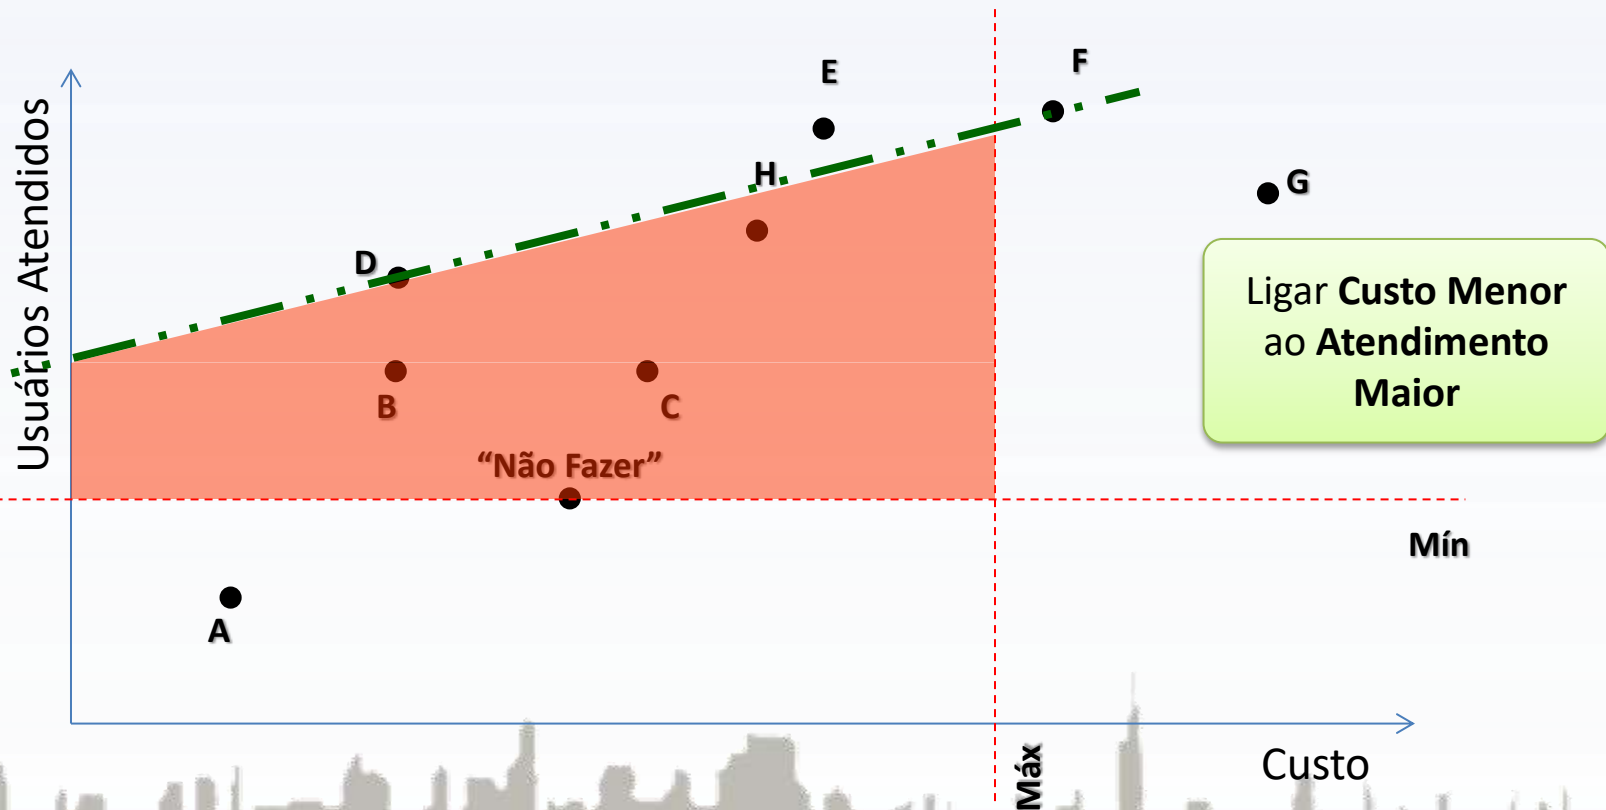 Usuários Atendidos
E
F
H
G
D
Ligar Custo Menor
ao Atendimento
Maior
B
C
“Não Fazer”
Mín
A
Máx
Custo